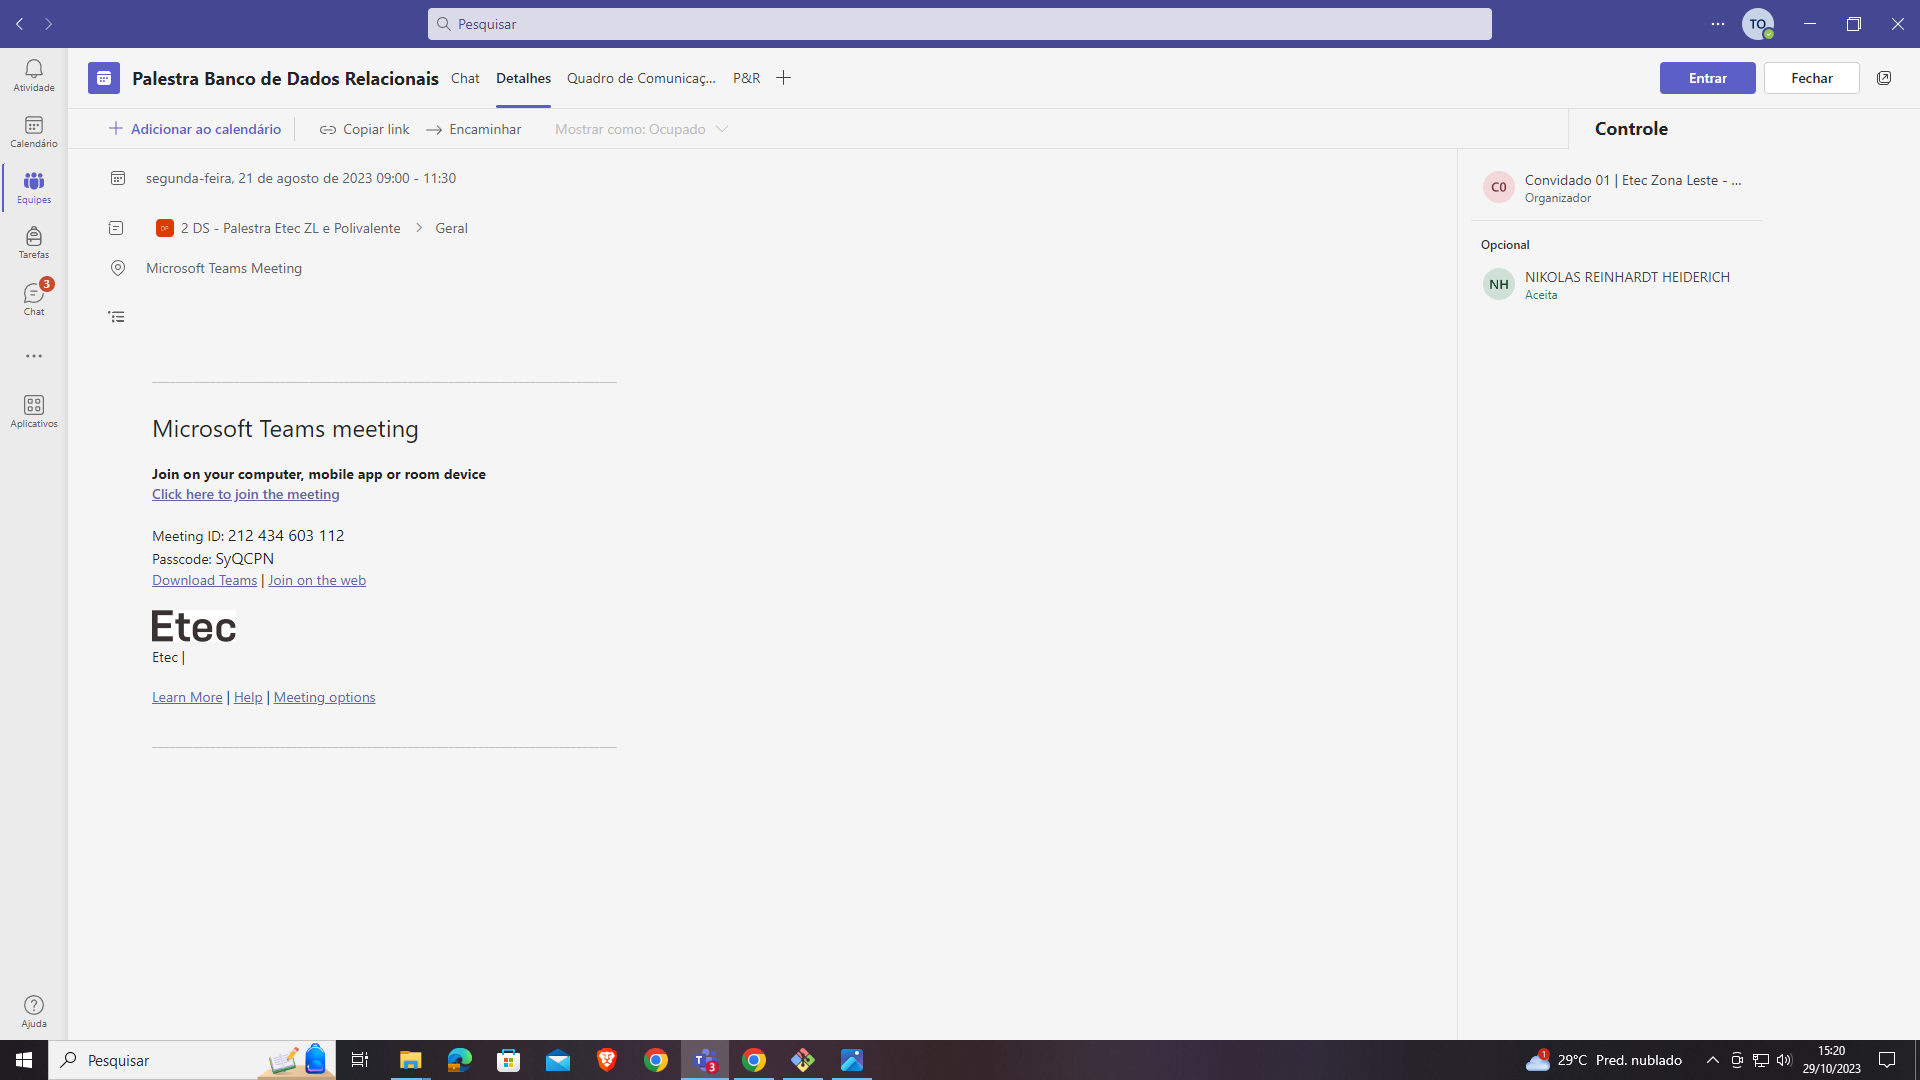 Pesquisar
TO
Atividade
Calendário
Equipes
Tarefas
3
Chat
Aplicativos
Ajuda
Palestra Banco de Dados Relacionais
Chat
Detalhes
Quadro de Comunicaç...
P&R
Entrar
Fechar
Adicionar ao calendário
Copiar link
Encaminhar
Mostrar como: Ocupado
Controle
segunda-feira, 21 de agosto de 2023 09:00 - 11:30
DP 2 DS - Palestra Etec ZL e Polivalente > Geral
Microsoft Teams Meeting
Microsoft Teams meeting
Join on your computer, mobile app or room device
Click here to join the meeting
Meeting ID: 212 434 603 112
Passcode: SyQCPN
Download Teams | Join on the web
Etec
Etec |
Learn More | Help | Meeting options
C0
Convidado 01 | Etec Zona Leste - ...
Organizador
Opcional
NH
NIKOLAS REINHARDT HEIDERICH
Aceita
Pesquisar
T
3
1
29°C Pred. nublado
15:20
29/10/2023